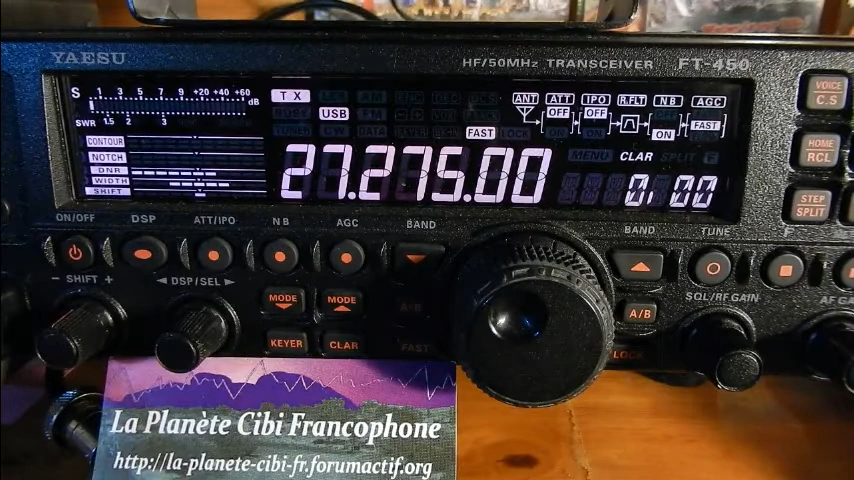 YAESU HF/50MHz TRANSCEIVER FT-450
S 1 3 5 7 9 +20 +40 +60 dB
SWR 1.5 2 3
CONTOUR
NOTCH
DNR
WIDTH
SHIFT
TX
USB
FAST
ANT ATT IPO R.FLT NB AGC
OFF OFF
ON FAST
MENU CLAR SPLIT
27.275.00
0.00
VOICE
C.S
HOME
RCL
STEP
SPLIT
ON/OFF DSP ATT/IPO NB AGC BAND BAND TUNE F
- SHIFT + DSP/SEL MODE MODE
KEYER CLAR
A=B
FAST
A/B
LOCK
SQL/RF GAIN
La Planète Cibi Francophone
http://la-planete-cibi-fr.forumactif.org